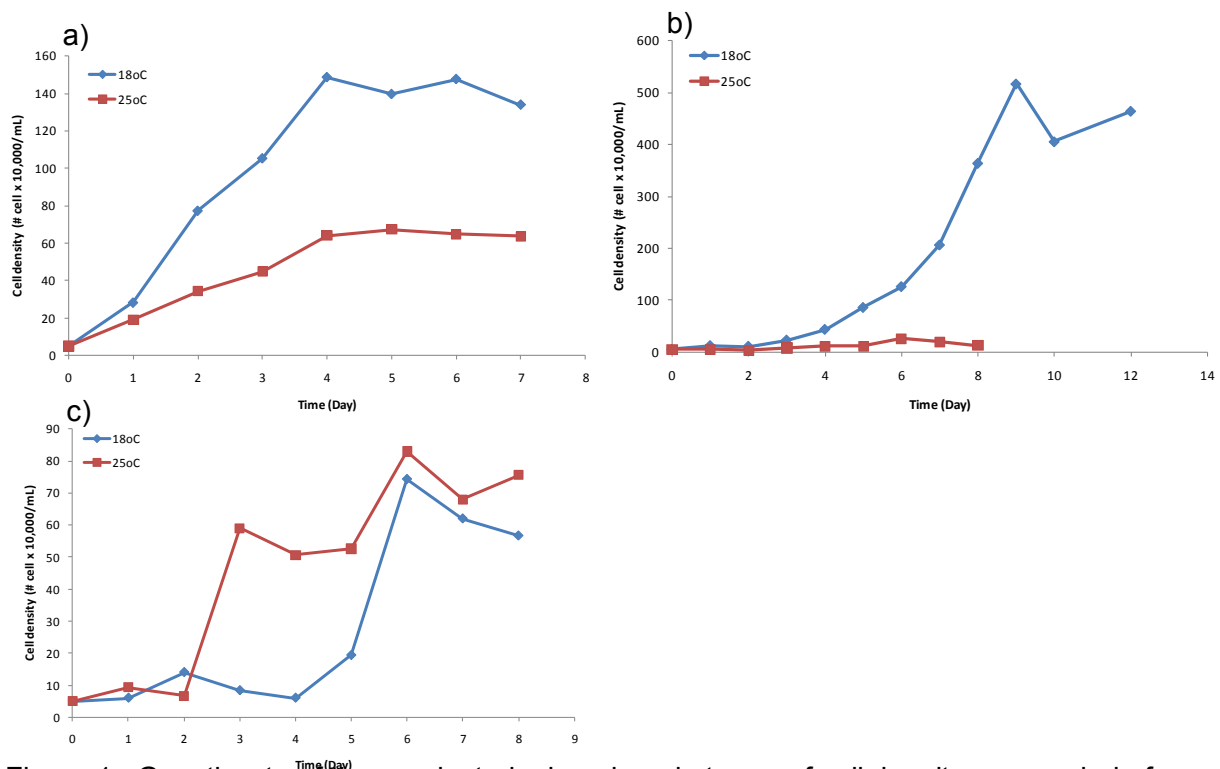 a)
160
140
120
100
80
60
40
20
0
0 1 2 3 4 5 6 7 8
Cell density (# cell x 10,000/mL)
Time (Day)
18oC
25oC
b)
600
500
400
300
200
100
0
0 2 4 6 8 10 12 14
Cell density (# cell x 10,000/mL)
Time (Day)
18oC
25oC
c)
90
80
70
60
50
40
30
20
10
0
0 1 2 3 4 5 6 7 8 9
Cell density (# cell x 10,000/mL)
Time (Day)
18oC
25oC